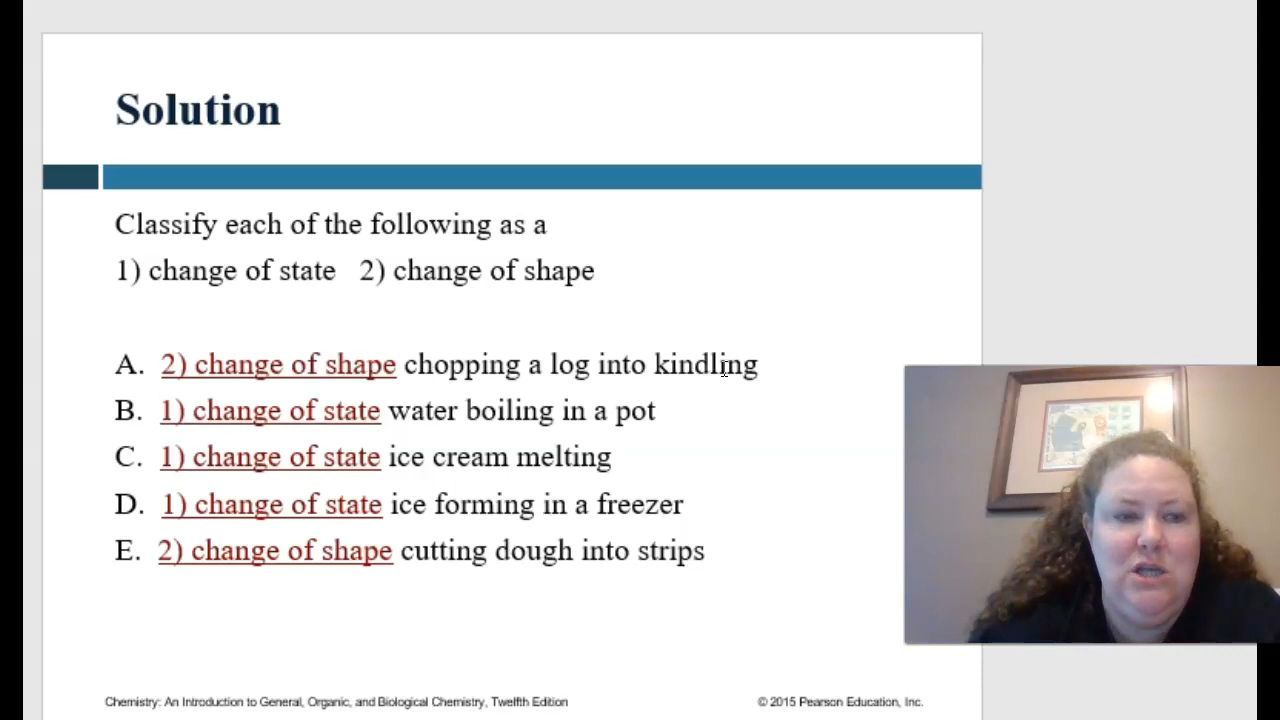 Solution
Classify each of the following as a
1) change of state 2) change of shape
A. 2) change of shape chopping a log into kindling
B. 1) change of state water boiling in a pot
C. 1) change of state ice cream melting
D. 1) change of state ice forming in a freezer
E. 2) change of shape cutting dough into strips
Chemistry: An Introduction to General, Organic, and Biological Chemistry, Twelfth Edition
© 2015 Pearson Education, Inc.